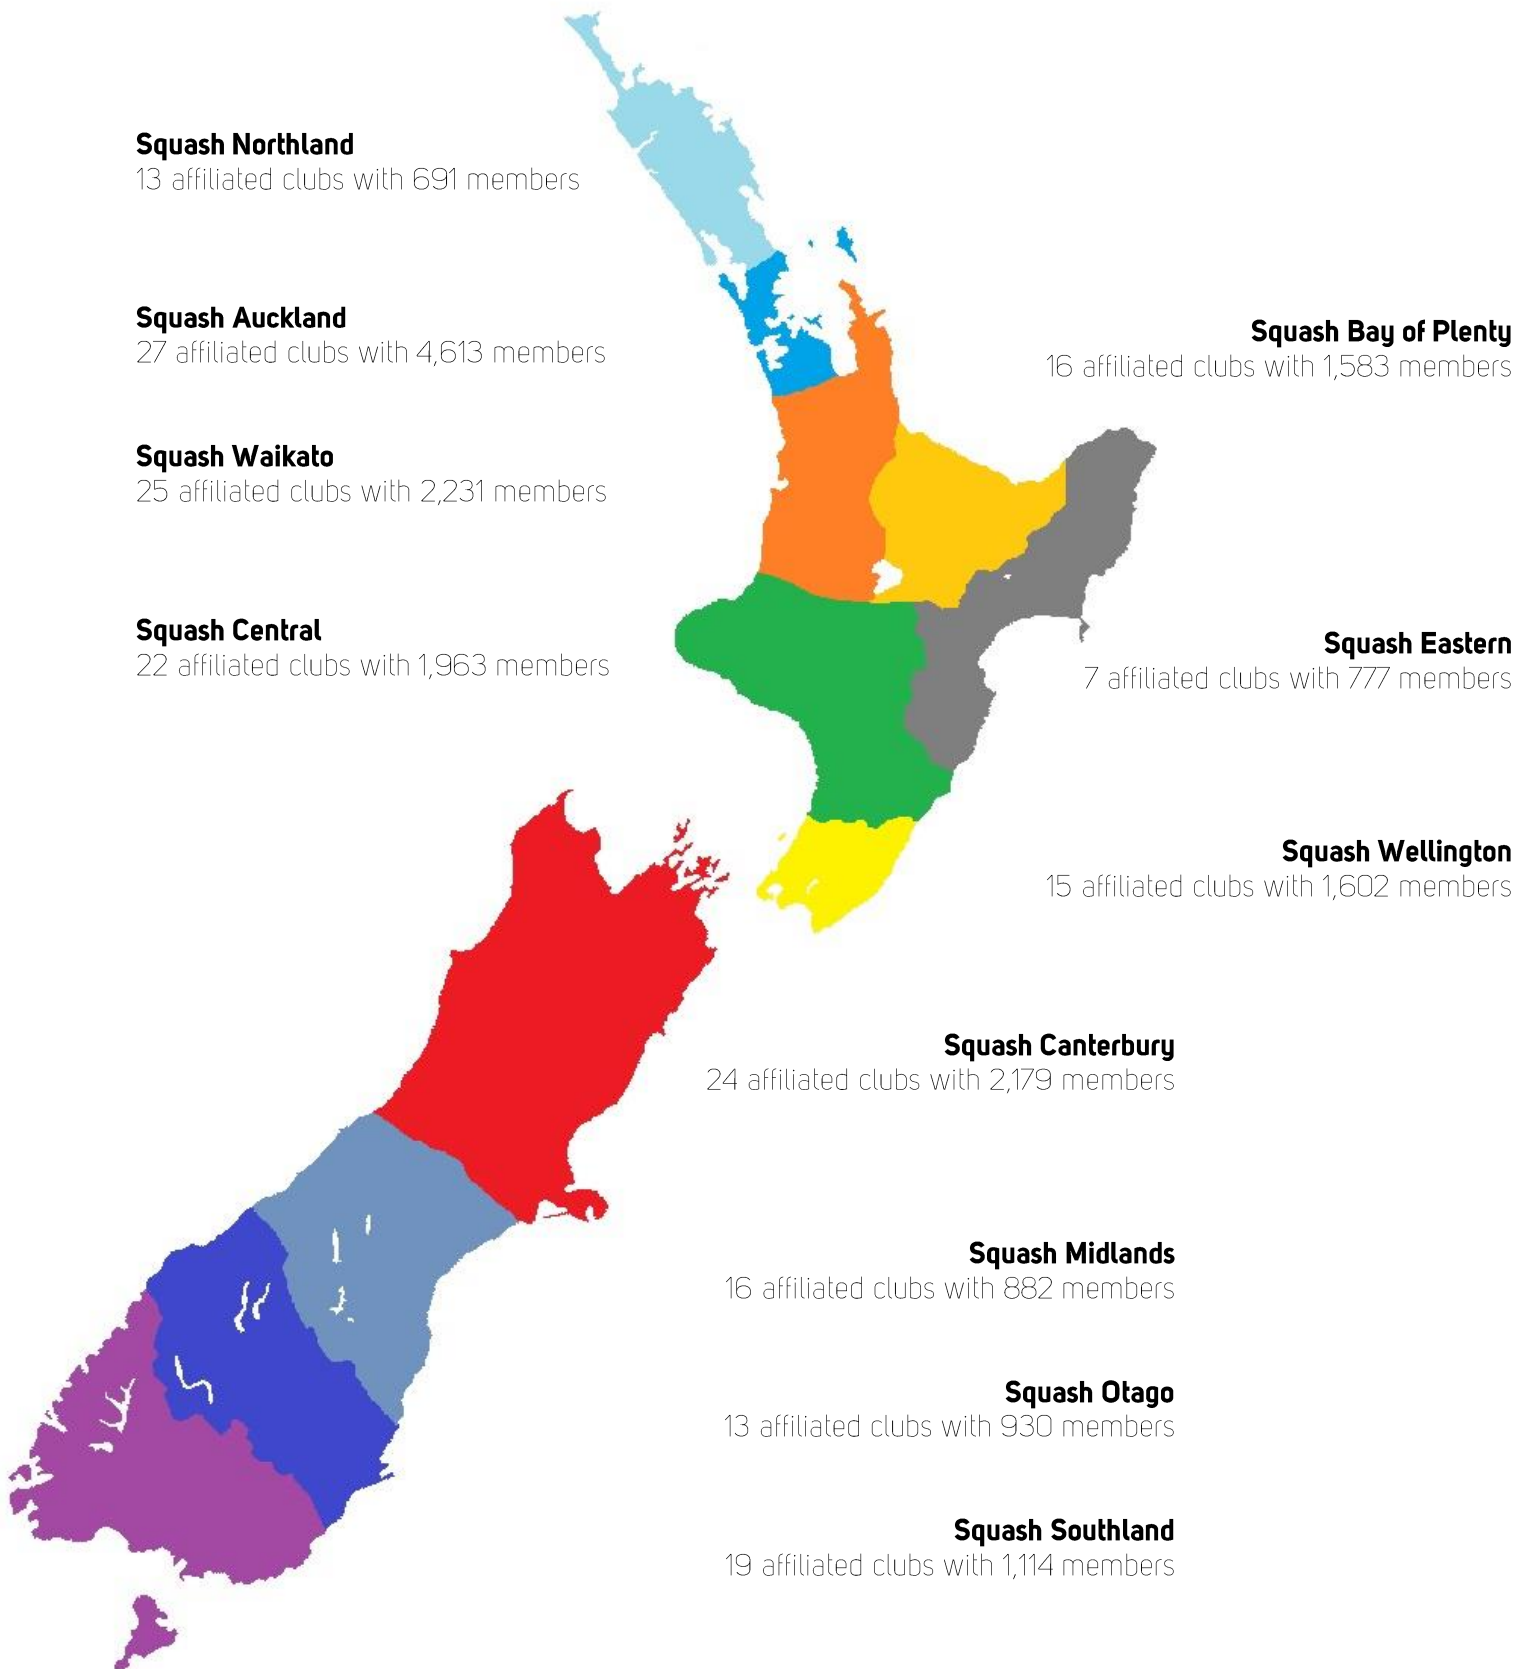 Squash Northland
13 affiliated clubs with 691 members
Squash Auckland
27 affiliated clubs with 4,613 members
Squash Bay of Plenty
16 affiliated clubs with 1,583 members
Squash Waikato
25 affiliated clubs with 2,231 members
Squash Central
22 affiliated clubs with 1,963 members
Squash Eastern
7 affiliated clubs with 777 members
Squash Wellington
15 affiliated clubs with 1,602 members
Squash Canterbury
24 affiliated clubs with 2,179 members
Squash Midlands
16 affiliated clubs with 882 members
Squash Otago
13 affiliated clubs with 930 members
Squash Southland
19 affiliated clubs with 1,114 members